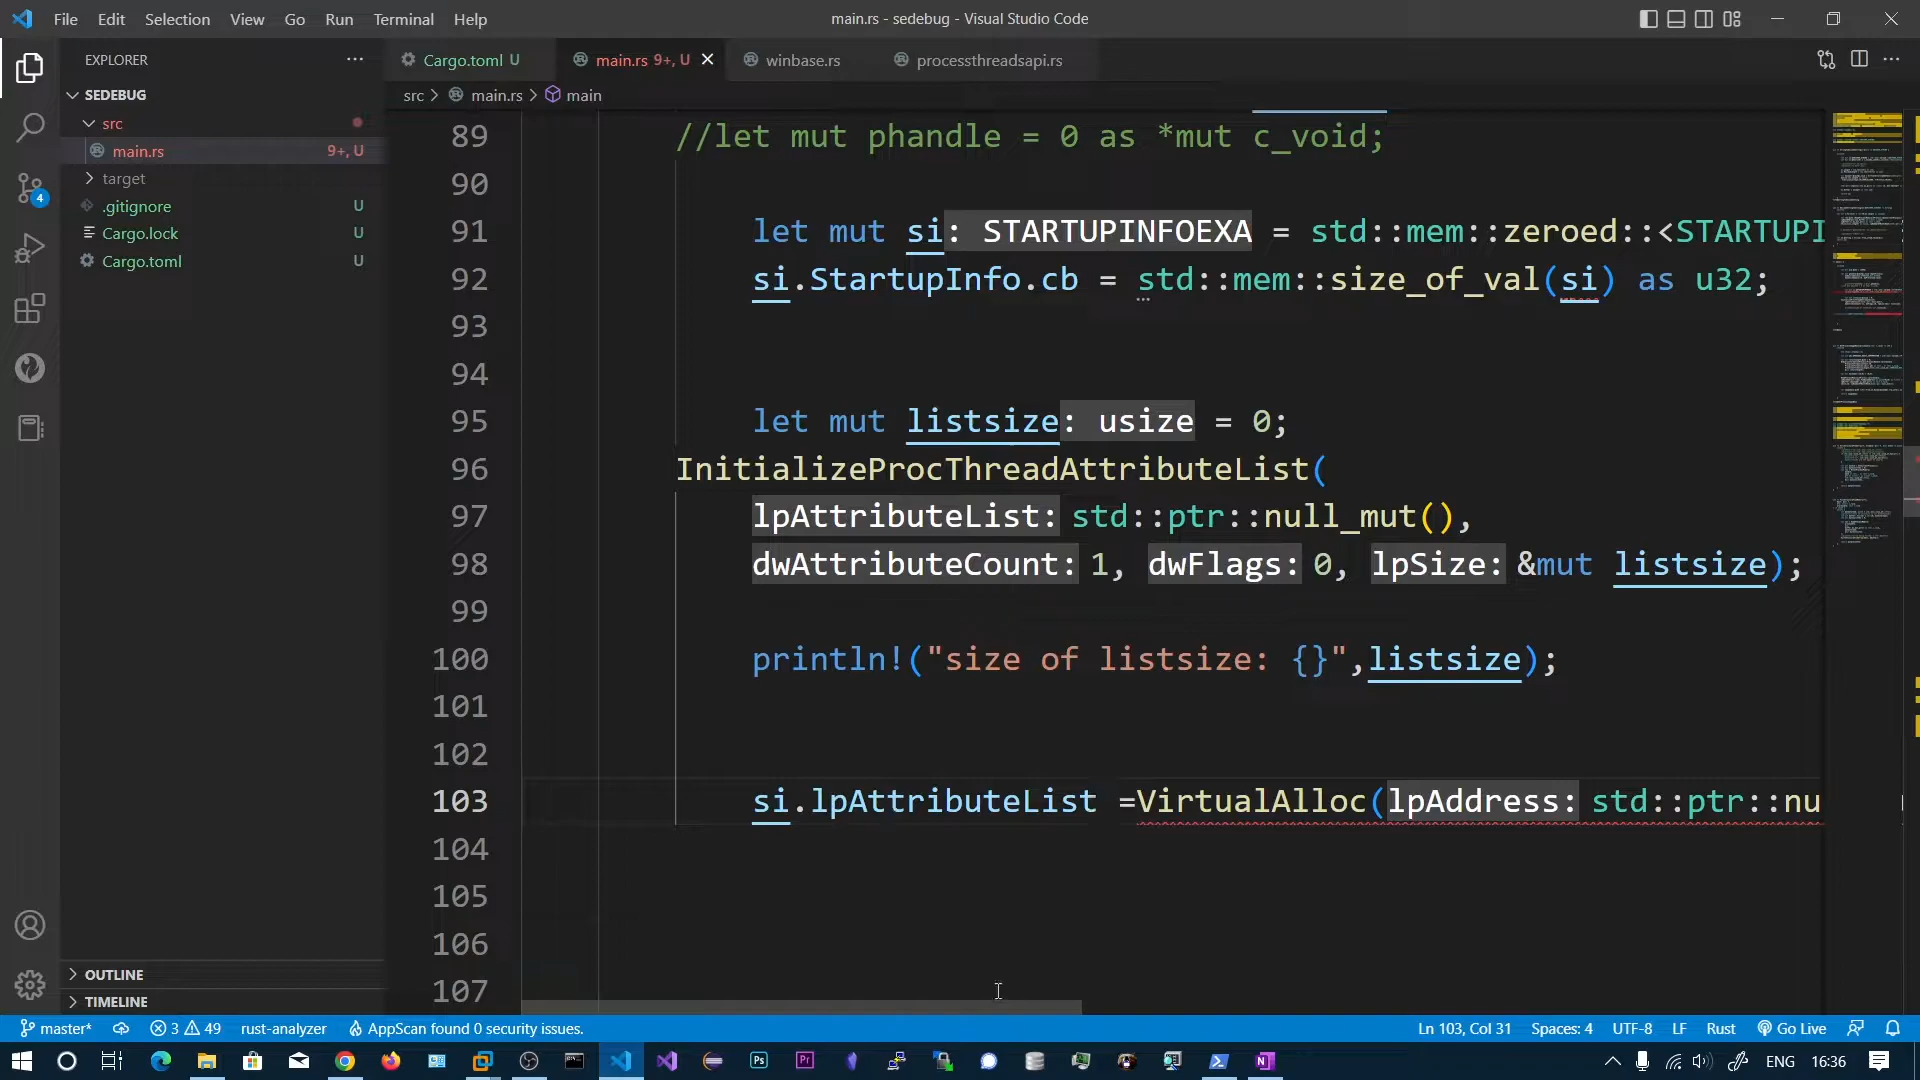 File Edit Selection View Go Run Terminal Help
main.rs - sedebug - Visual Studio Code
EXPLORER
Cargo.toml U
main.rs 9+, U
winbase.rs
processthreadsapi.rs
SEDEBUG
src
main.rs 9+, U
target
.gitignore U
Cargo.lock U
Cargo.toml U
4
OUTLINE
TIMELINE
src > main.rs > main
89 //let mut phandle = 0 as *mut c_void;
90
91 let mut si: STARTUPINFOEXA = std::mem::zeroed::<STARTUPI
92 si.StartupInfo.cb = std::mem::size_of_val(si) as u32;
93
94
95 let mut listsize: usize = 0;
96 InitializeProcThreadAttributeList(
97 lpAttributeList: std::ptr::null_mut(),
98 dwAttributeCount: 1, dwFlags: 0, lpSize: &mut listsize);
99
100 println!("size of listsize: {}",listsize);
101
102
103 si.lpAttributeList =VirtualAlloc(lpAddress: std::ptr::nu
104
105
106
107
master* 3 49 rust-analyzer AppScan found 0 security issues.
Ln 103, Col 31 Spaces: 4 UTF-8 LF Rust Go Live
Ps Pr ENG 16:36